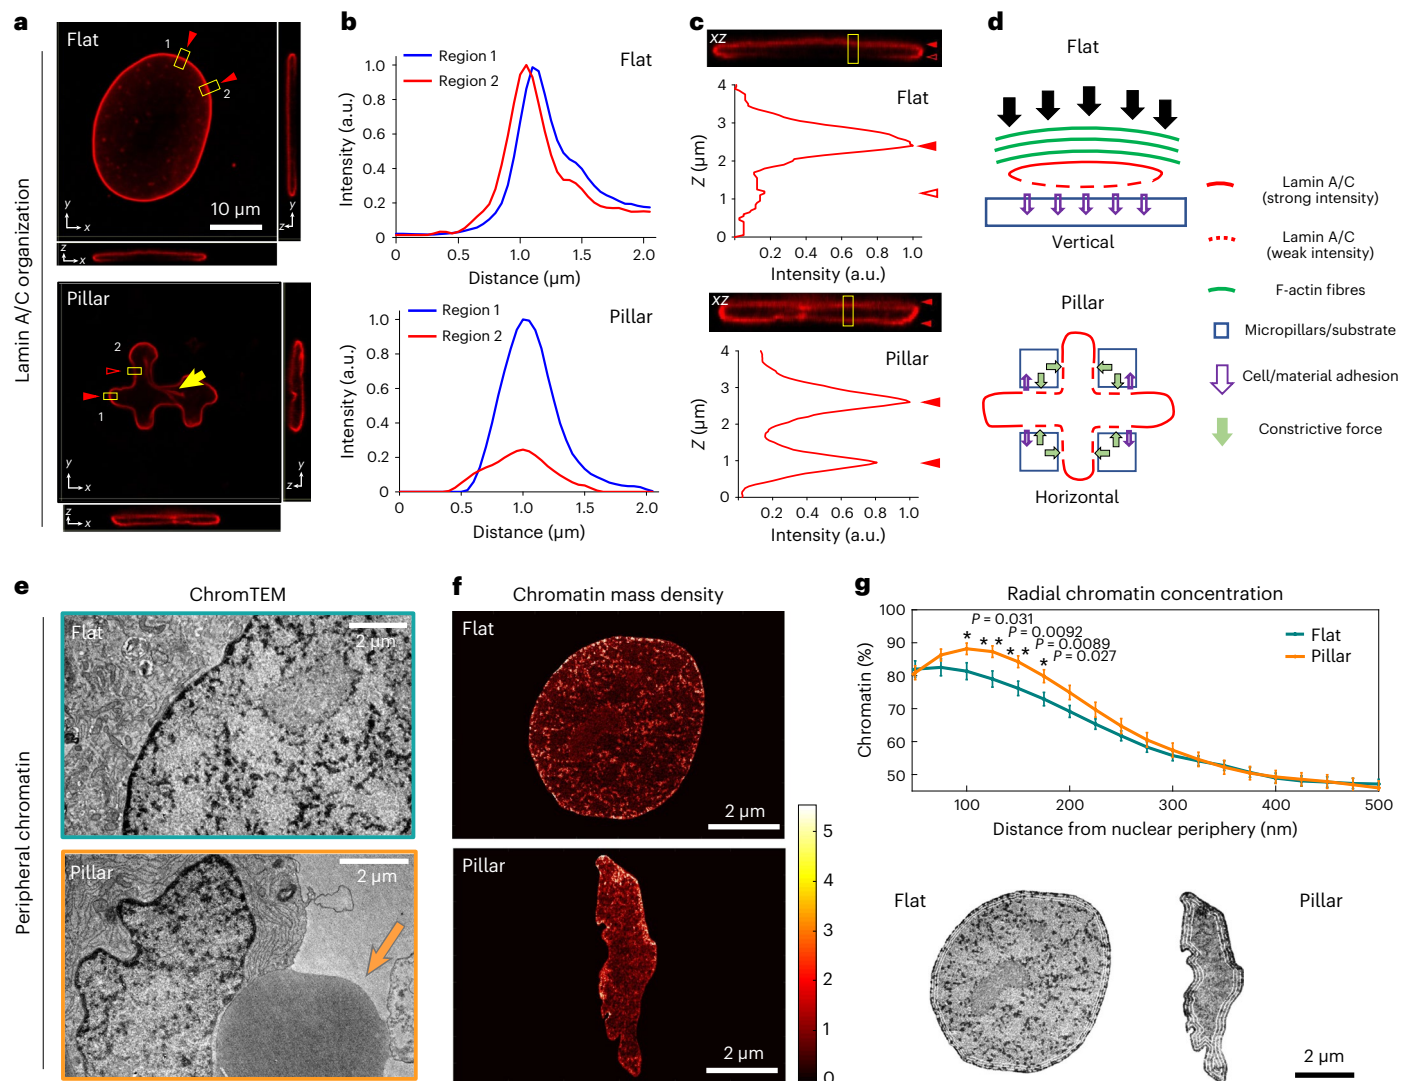 a
Flat
1
2
10 µm
y
x
z
z
x
Pillar
2
1
y
x
z
z
x
Lamin A/C organization
b
Region 1
Region 2
Flat
Intensity (a.u.)
1.0
0.8
0.6
0.4
0.2
0
0
0.5
1.0
1.5
2.0
Distance (µm)
Region 1
Region 2
Pillar
Intensity (a.u.)
1.0
0.8
0.6
0.4
0.2
0
0
0.5
1.0
1.5
2.0
Distance (µm)
c
xz
Flat
Z (µm)
4
3
2
1
0
0.2
0.4
0.6
0.8
1.0
Intensity (a.u.)
xz
Pillar
Z (µm)
4
3
2
1
0
0.2
0.4
0.6
0.8
1.0
Intensity (a.u.)
d
Flat
Vertical
Pillar
Horizontal
Lamin A/C
(strong intensity)
Lamin A/C
(weak intensity)
F-actin fibres
Micropillars/substrate
Cell/material adhesion
Constrictive force
e
ChromTEM
Flat
2 µm
Pillar
2 µm
Peripheral chromatin
f
Chromatin mass density
Flat
2 µm
Pillar
2 µm
5
4
3
2
1
0
g
Radial chromatin concentration
Chromatin (%)
100
90
80
70
60
50
P = 0.031
P = 0.0092
P = 0.0089
P = 0.027
*
* *
* *
*
Flat
Pillar
100
200
300
400
500
Distance from nuclear periphery (nm)
Flat
Pillar
2 µm